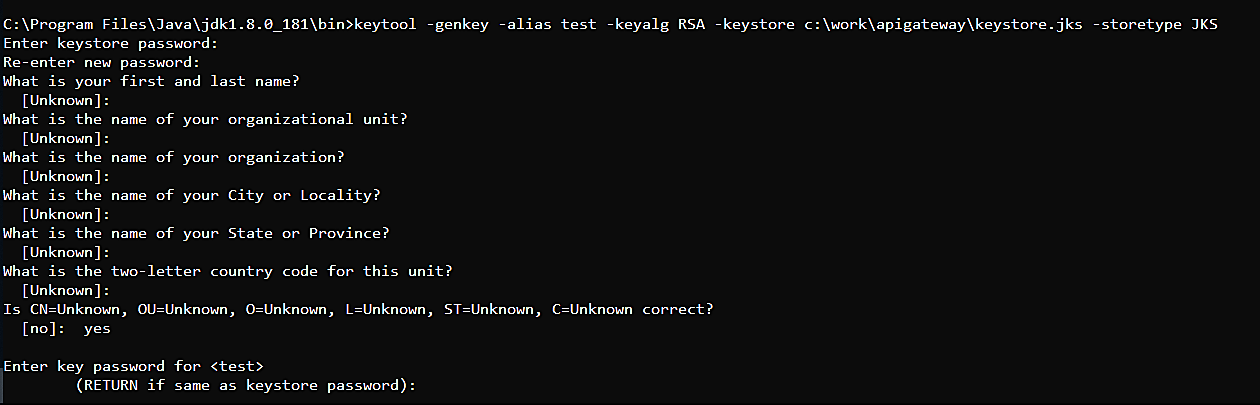 C:\Program Files\Java\jdk1.8.0_181\bin>keytool -genkey -alias test -keyalg RSA -keystore c:\work\apigateway\keystore.jks -storetype JKS
Enter keystore password:
Re-enter new password:
What is your first and last name?
  [Unknown]:
What is the name of your organizational unit?
  [Unknown]:
What is the name of your organization?
  [Unknown]:
What is the name of your City or Locality?
  [Unknown]:
What is the name of your State or Province?
  [Unknown]:
What is the two-letter country code for this unit?
  [Unknown]:
Is CN=Unknown, OU=Unknown, O=Unknown, L=Unknown, ST=Unknown, C=Unknown correct?
  [no]:  yes

Enter key password for <test>
        (RETURN if same as keystore password):